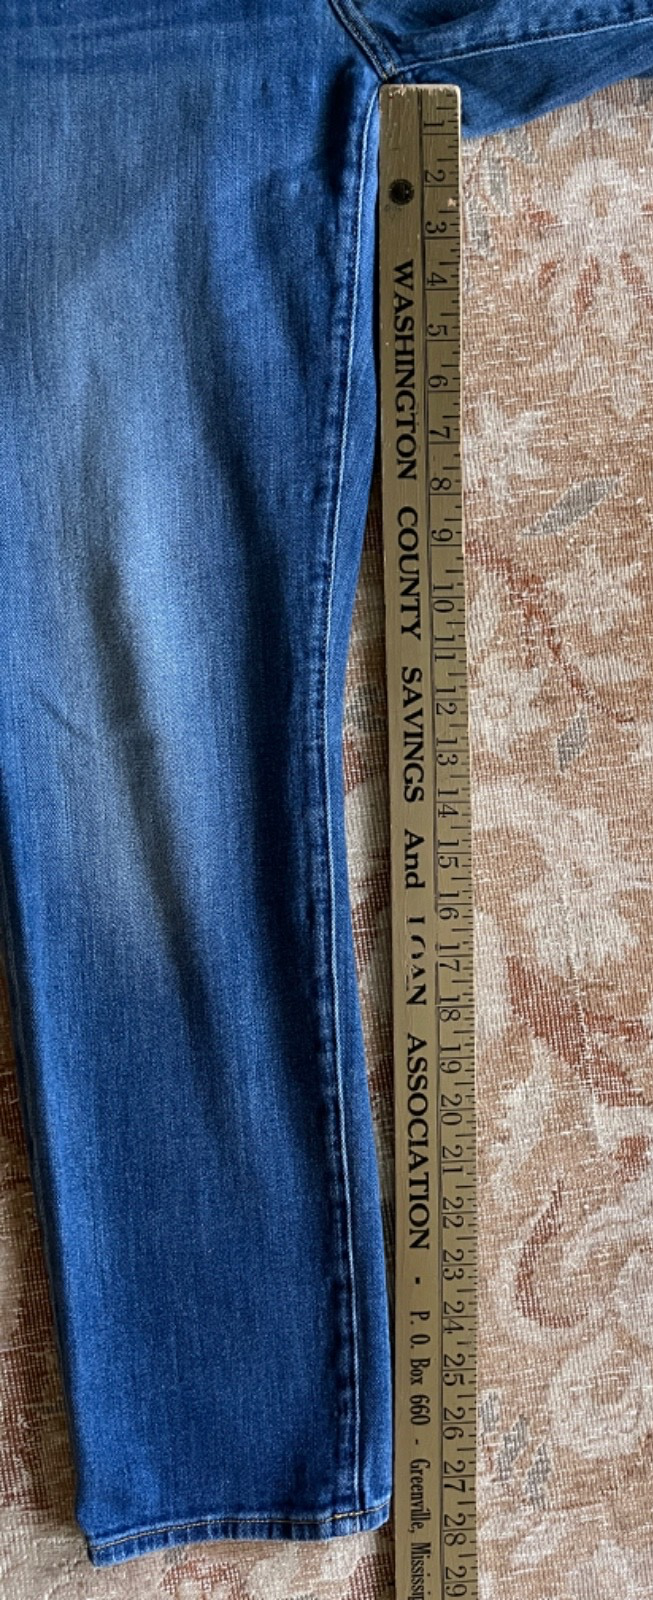 1 2 3 4 5 6 7 8 9 10 11 12 13 14 15 16 17 18 19 20 21 22 23 24 25 26 27 28 29
WASHINGTON COUNTY SAVINGS And LOAN ASSOCIATION - P. O. Box 660 - Greenville, Mississip